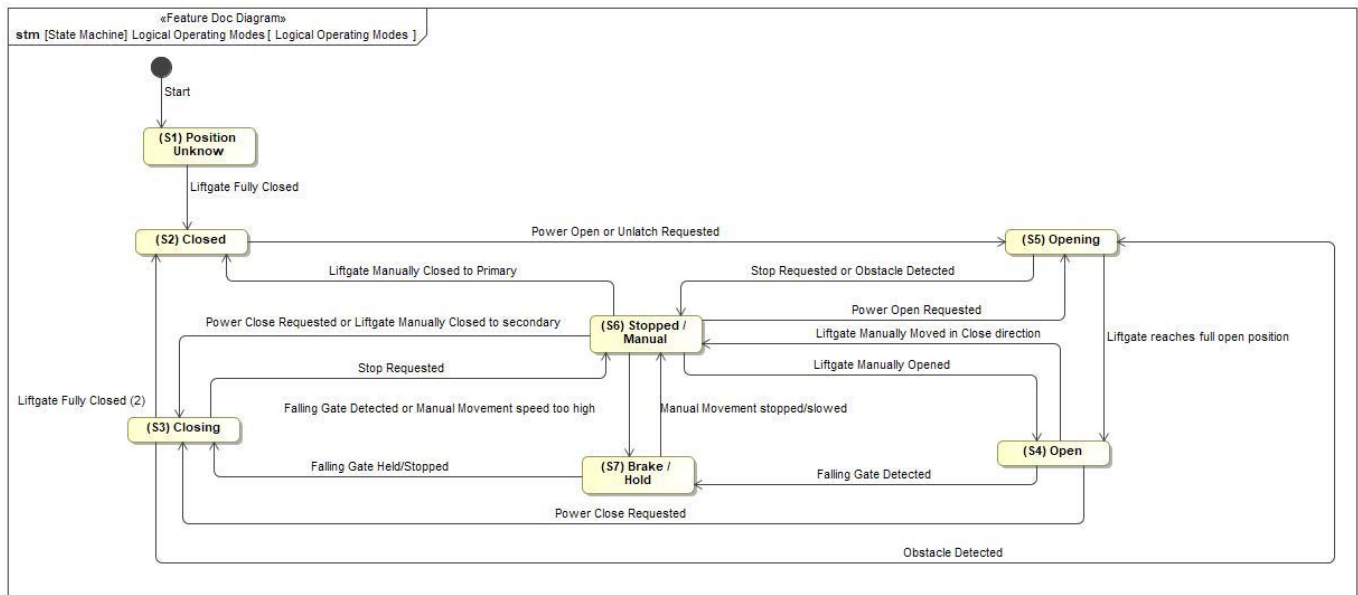 «Feature Doc Diagram»
stm [State Machine] Logical Operating Modes [ Logical Operating Modes ]
Start
(S1) Position
Unknow
Liftgate Fully Closed
(S2) Closed
Power Open or Unlatch Requested
(S5) Opening
Liftgate Manually Closed to Primary
Stop Requested or Obstacle Detected
Power Open Requested
Power Close Requested or Liftgate Manually Closed to secondary
(S6) Stopped /
Manual
Liftgate Manually Moved in Close direction
Liftgate reaches full open position
Stop Requested
Liftgate Manually Opened
Liftgate Fully Closed (2)
Falling Gate Detected or Manual Movement speed too high
Manual Movement stopped/slowed
(S3) Closing
(S4) Open
Falling Gate Held/Stopped
(S7) Brake /
Hold
Falling Gate Detected
Power Close Requested
Obstacle Detected